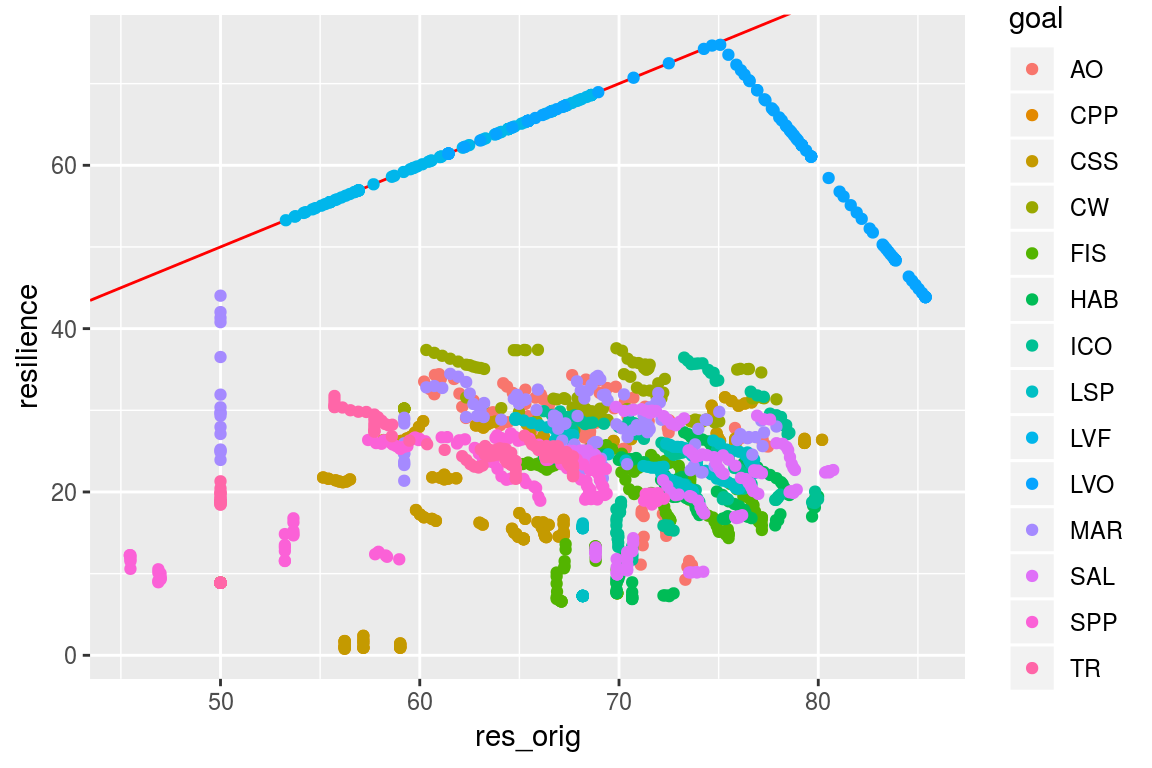 goal
AO
CPP
CSS
CW
FIS
HAB
ICO
LSP
LVF
LVO
MAR
SAL
SPP
TR
resilience
60
40
20
0
50 60 70 80
res_orig